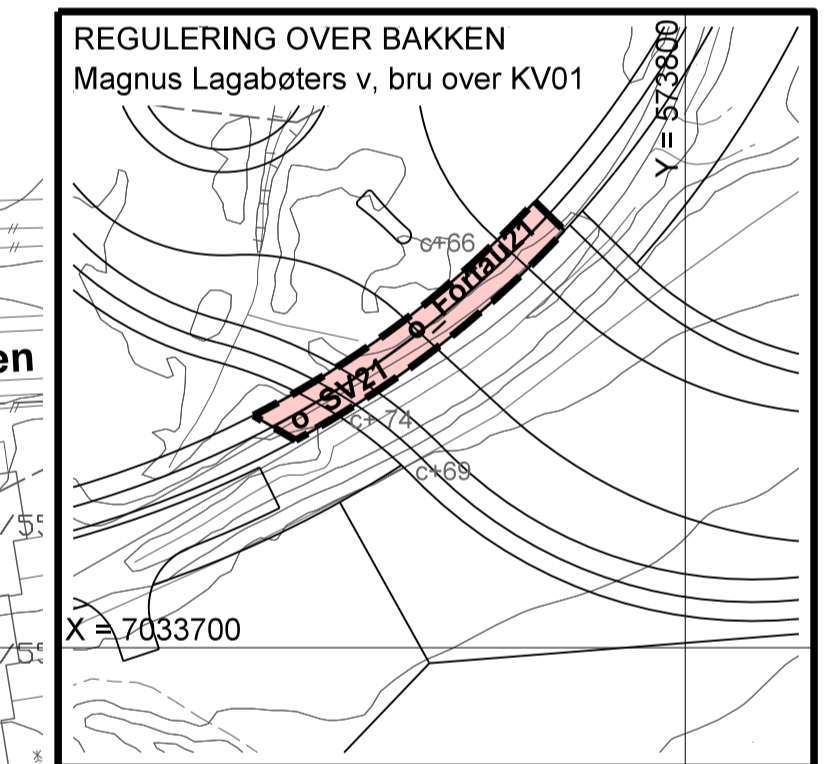 REGULERING OVER BAKKEN
Magnus Lagabøters v, bru over KV01
Y = 573800
c+66
o_Fortau21
o_SV21
c+ 74
c+69
en
X = 7033700